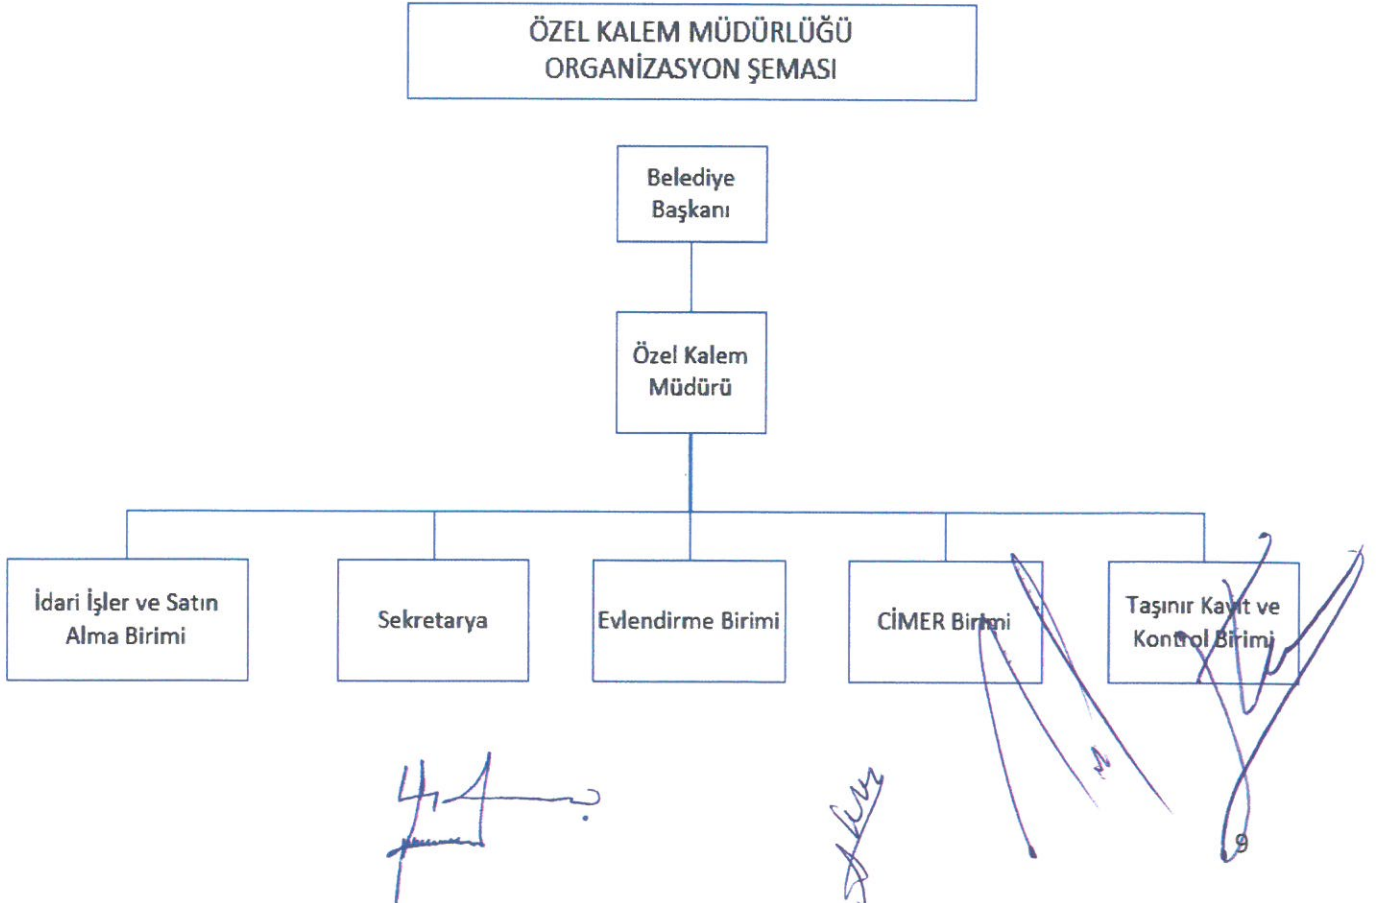 ÖZEL KALEM MÜDÜRLÜĞÜ
ORGANİZASYON ŞEMASI
Belediye
Başkanı
Özel Kalem
Müdürü
İdari İşler ve Satın
Alma Birimi
Sekretarya
Evlendirme Birimi
CİMER Birimi
Taşınır Kayıt ve
Kontrol Birimi
9